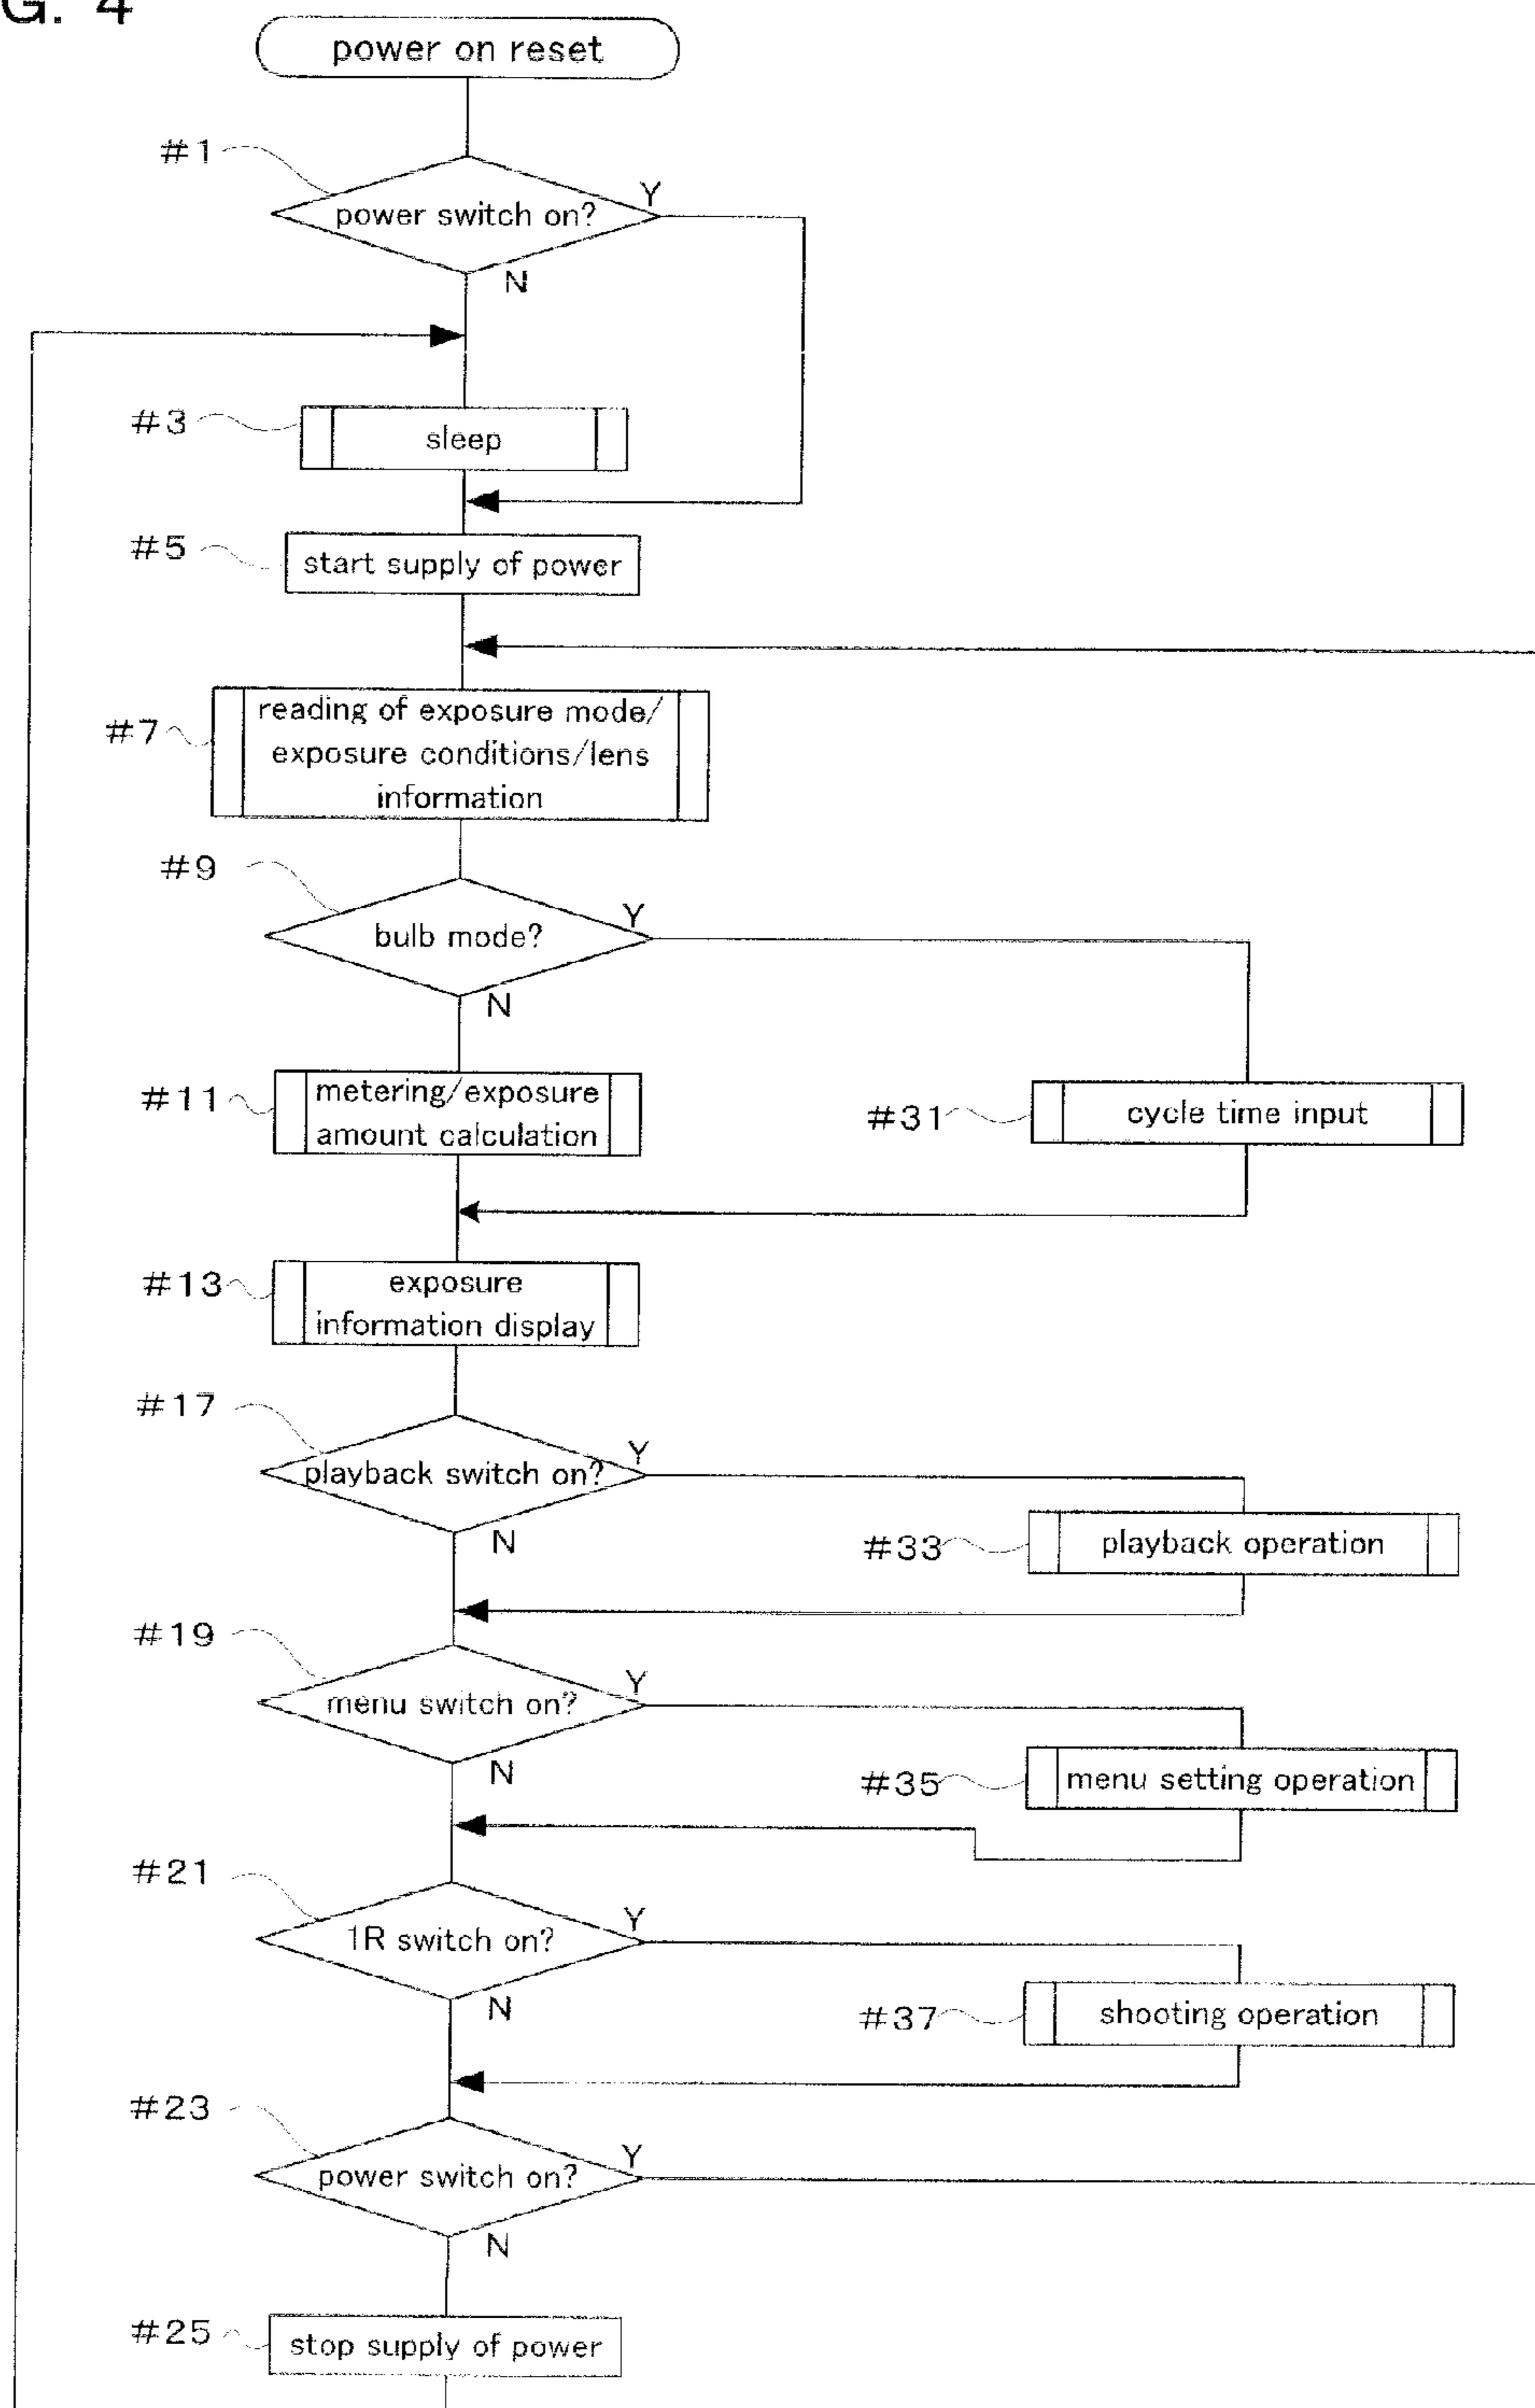 G. 4
power on reset
#1
power switch on?
Y
N
#3
sleep
#5
start supply of power
#7
reading of exposure mode/
exposure conditions/lens
information
#9
bulb mode?
Y
N
#11
metering/exposure
amount calculation
#31
cycle time input
#13
exposure
information display
#17
playback switch on?
Y
N
#33
playback operation
#19
menu switch on?
Y
N
#35
menu setting operation
#21
1R switch on?
Y
N
#37
shooting operation
#23
power switch on?
Y
N
#25
stop supply of power